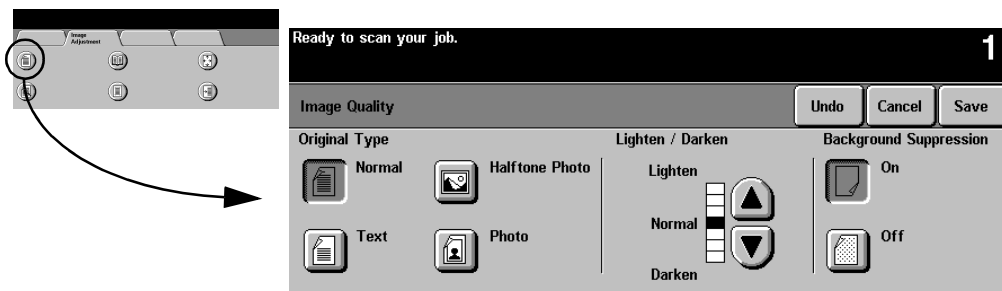 Image
Adjustment
Ready to scan your job.
1
Image Quality
Undo
Cancel
Save
Original Type
Lighten / Darken
Background Suppression
Normal
Halftone Photo
Text
Photo
Lighten
Normal
Darken
On
Off